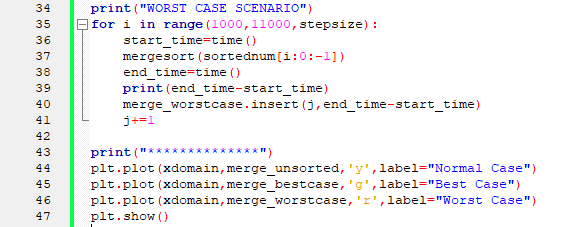 34 print("WORST CASE SCENARIO")
35 for i in range(1000,11000,stepsize):
36 start_time=time()
37 mergesort(sortednum[i:0:-1])
38 end_time=time()
39 print(end_time-start_time)
40 merge_worstcase.insert(j,end_time-start_time)
41 j+=1
42
43 print("**************")
44 plt.plot(xdomain,merge_unsorted,'y',label="Normal Case")
45 plt.plot(xdomain,merge_bestcase,'g',label="Best Case")
46 plt.plot(xdomain,merge_worstcase,'r',label="Worst Case")
47 plt.show()